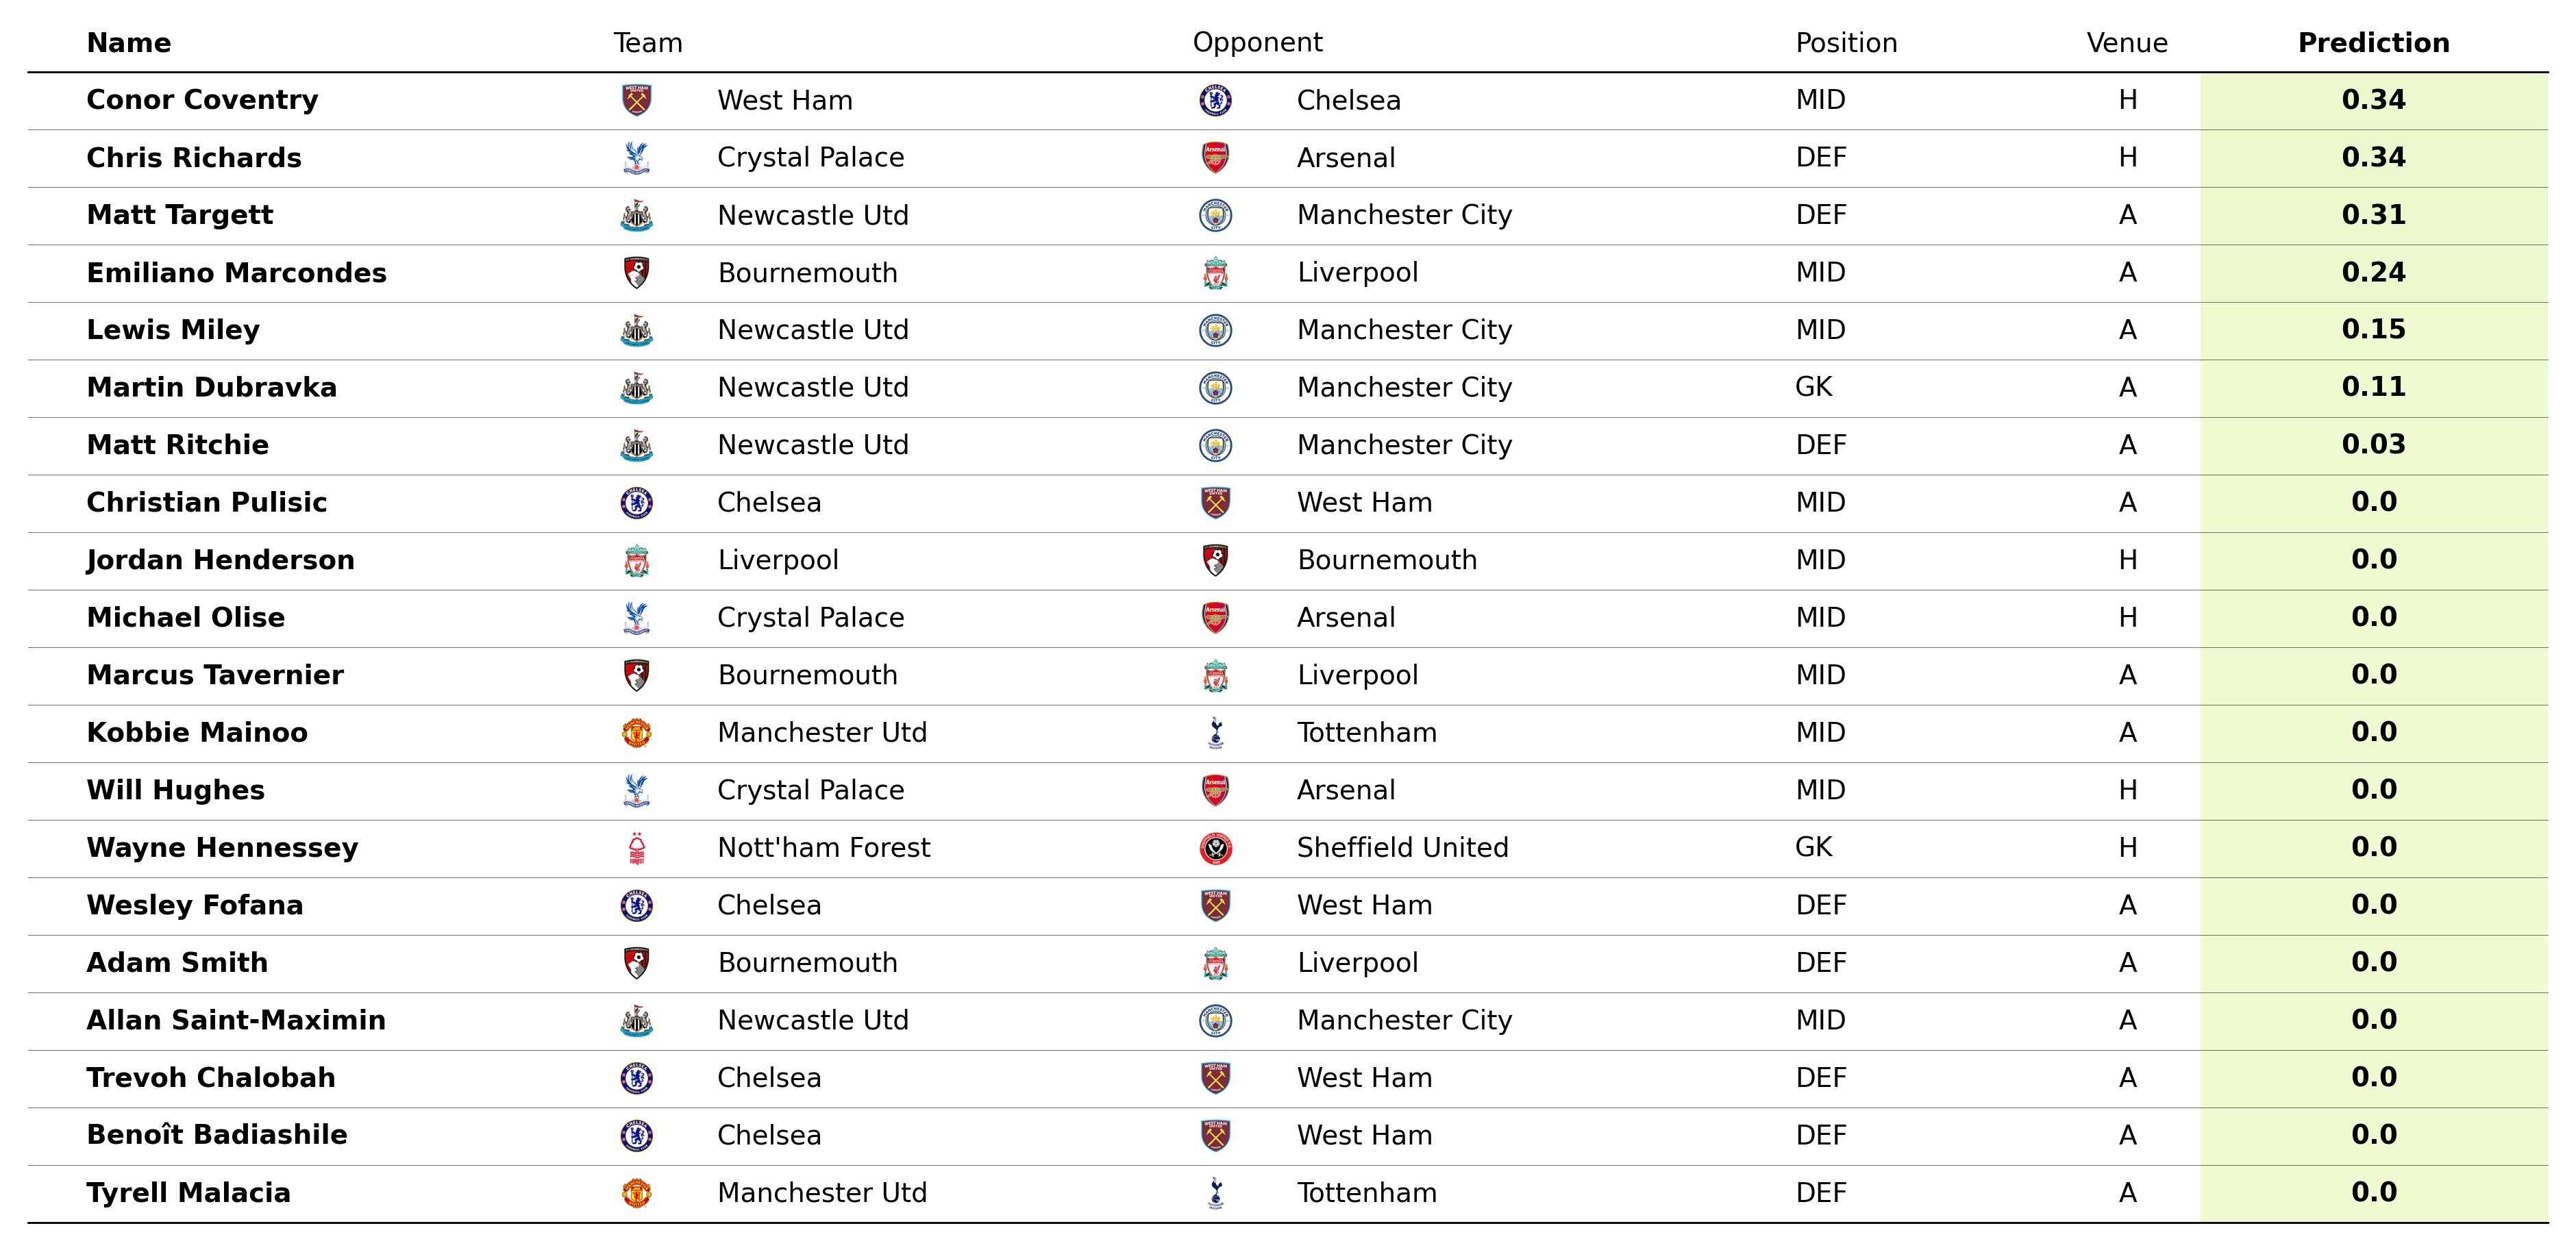 Name Team Opponent Position Venue Prediction
Conor Coventry West Ham Chelsea MID H 0.34
Chris Richards Crystal Palace Arsenal DEF H 0.34
Matt Targett Newcastle Utd Manchester City DEF A 0.31
Emiliano Marcondes Bournemouth Liverpool MID A 0.24
Lewis Miley Newcastle Utd Manchester City MID A 0.15
Martin Dubravka Newcastle Utd Manchester City GK A 0.11
Matt Ritchie Newcastle Utd Manchester City DEF A 0.03
Christian Pulisic Chelsea West Ham MID A 0.0
Jordan Henderson Liverpool Bournemouth MID H 0.0
Michael Olise Crystal Palace Arsenal MID H 0.0
Marcus Tavernier Bournemouth Liverpool MID A 0.0
Kobbie Mainoo Manchester Utd Tottenham MID A 0.0
Will Hughes Crystal Palace Arsenal MID H 0.0
Wayne Hennessey Nott'ham Forest Sheffield United GK H 0.0
Wesley Fofana Chelsea West Ham DEF A 0.0
Adam Smith Bournemouth Liverpool DEF A 0.0
Allan Saint-Maximin Newcastle Utd Manchester City MID A 0.0
Trevoh Chalobah Chelsea West Ham DEF A 0.0
Benoît Badiashile Chelsea West Ham DEF A 0.0
Tyrell Malacia Manchester Utd Tottenham DEF A 0.0